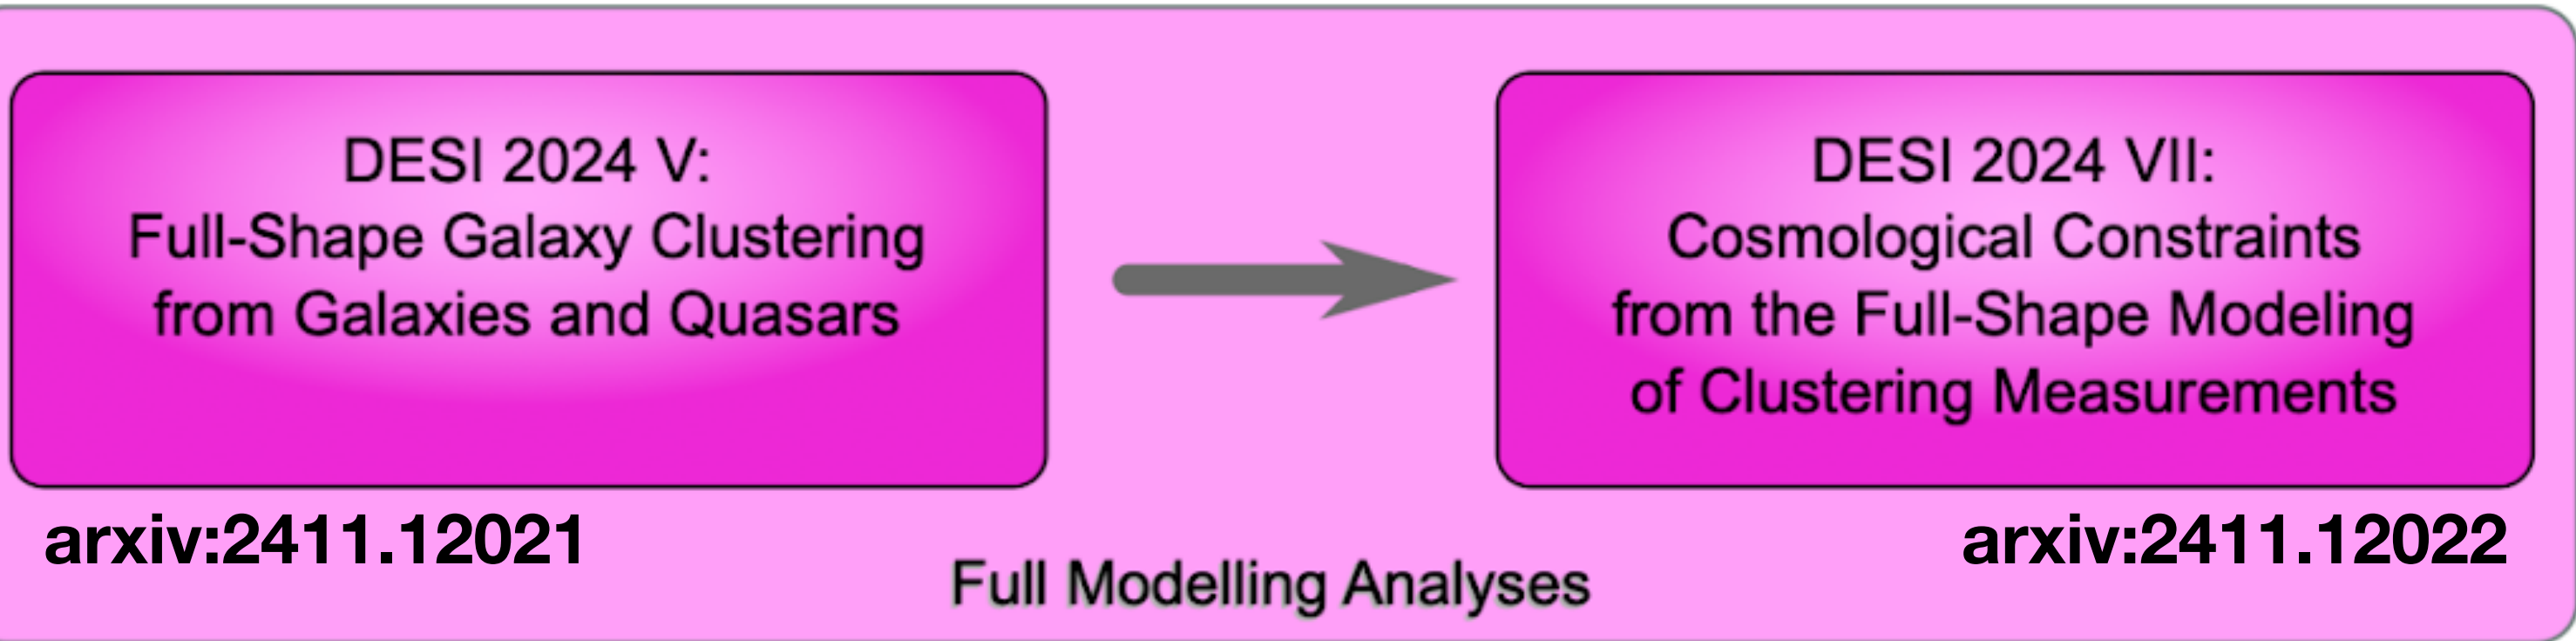 DESI 2024 V:
Full-Shape Galaxy Clustering
from Galaxies and Quasars
arxiv:2411.12021
DESI 2024 VII:
Cosmological Constraints
from the Full-Shape Modeling
of Clustering Measurements
arxiv:2411.12022
Full Modelling Analyses